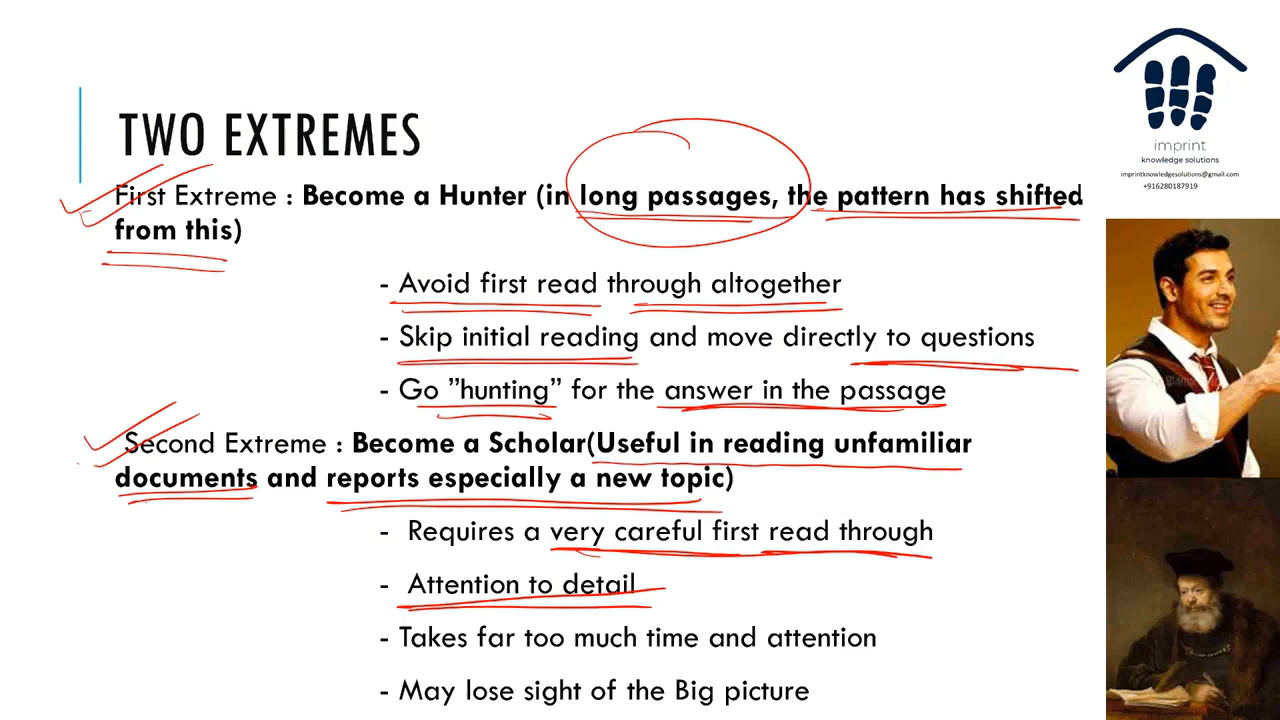 imprint
knowledge solutions
imprintknowledgesolutions@gmail.com
+916280187919
TWO EXTREMES
First Extreme : Become a Hunter (in long passages, the pattern has shifted
from this)
- Avoid first read through altogether
- Skip initial reading and move directly to questions
- Go ”hunting” for the answer in the passage
Second Extreme : Become a Scholar(Useful in reading unfamiliar
documents and reports especially a new topic)
- Requires a very careful first read through
- Attention to detail
- Takes far too much time and attention
- May lose sight of the Big picture